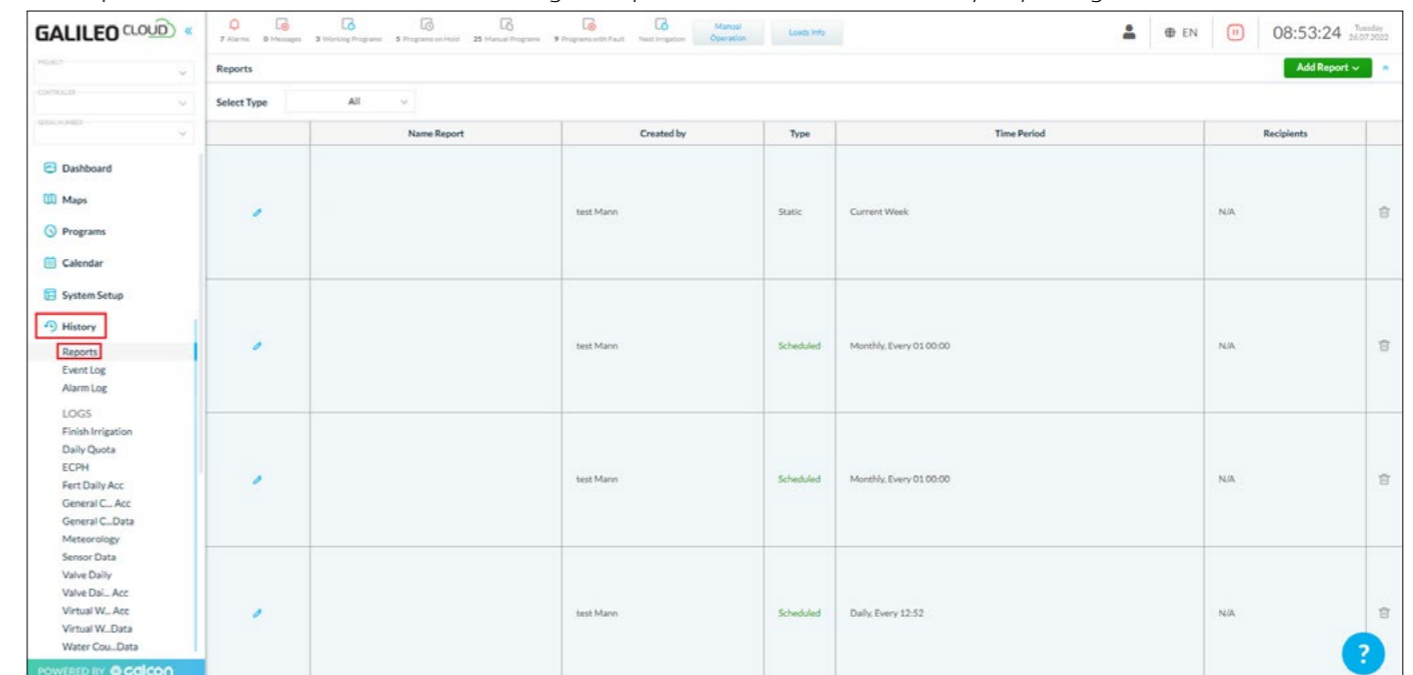 GALILEO CLOUD «
7 Alarms 0 Messages 3 Working Programs 5 Programs on Hold 25 Manual Programs 9 Programs with Fault Next Irrigation Manual Operation Loads Info EN 08:53:24 Tuesday 26.07.2022
PROJECT
CONTROLLER
SERIAL NUMBER
Reports Add Report
Select Type All
Name Report Created by Type Time Period Recipients
test Mann Static Current Week N/A
test Mann Scheduled Monthly, Every 01 00:00 N/A
test Mann Scheduled Monthly, Every 01 00:00 N/A
test Mann Scheduled Daily, Every 12:52 N/A
Dashboard
Maps
Programs
Calendar
System Setup
History
Reports
Event Log
Alarm Log
LOGS
Finish Irrigation
Daily Quota
ECPH
Fert Daily Acc
General C... Acc
General C...Data
Meteorology
Sensor Data
Valve Daily
Valve Dai... Acc
Virtual W... Acc
Virtual W...Data
Water Cou...Data
?
POWERED BY galcon